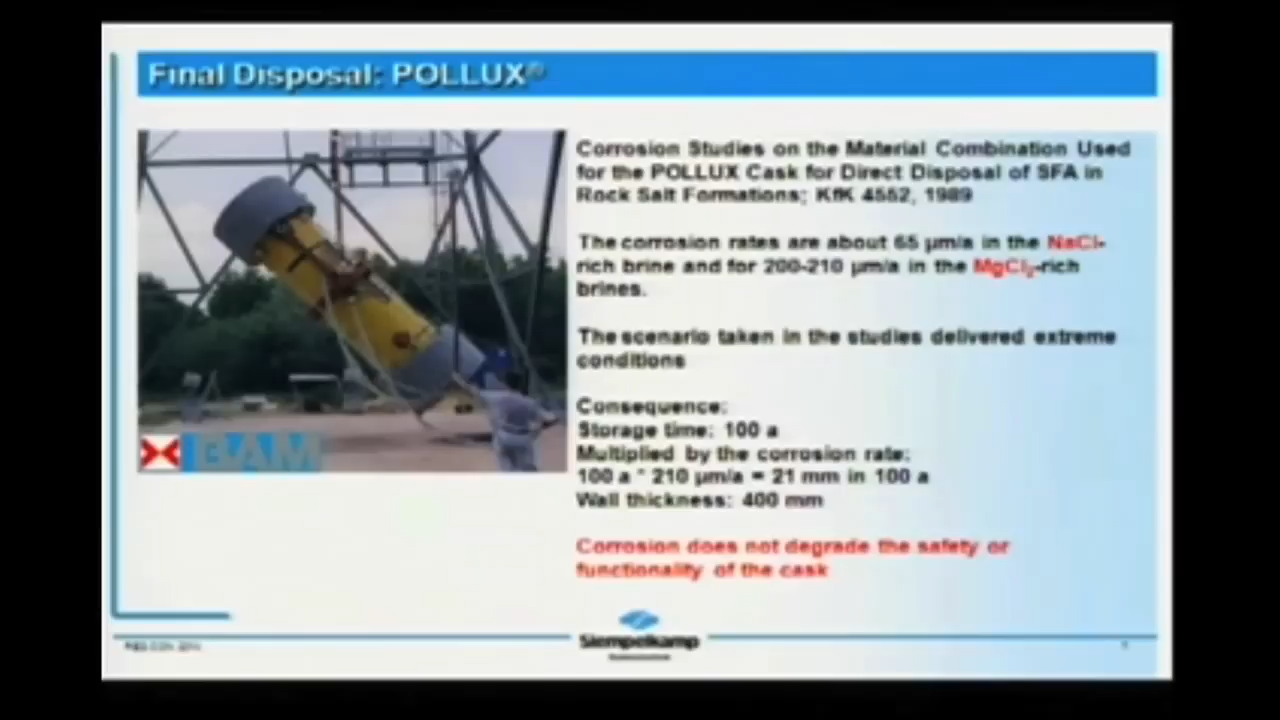 Final Disposal: POLLUX®
Corrosion Studies on the Material Combination Used
for the POLLUX Cask for Direct Disposal of SFA in
Rock Salt Formations; KfK 4552, 1989
The corrosion rates are about 65 µm/a in the NaCl-
rich brine and for 200-210 µm/a in the MgCl₂-rich
brines.
The scenario taken in the studies delivered extreme
conditions
Consequence:
Storage time: 100 a
Multiplied by the corrosion rate:
100 a * 210 µm/a = 21 mm in 100 a
Wall thickness: 400 mm
Corrosion does not degrade the safety or
functionality of the cask
BAM
Siempelkamp